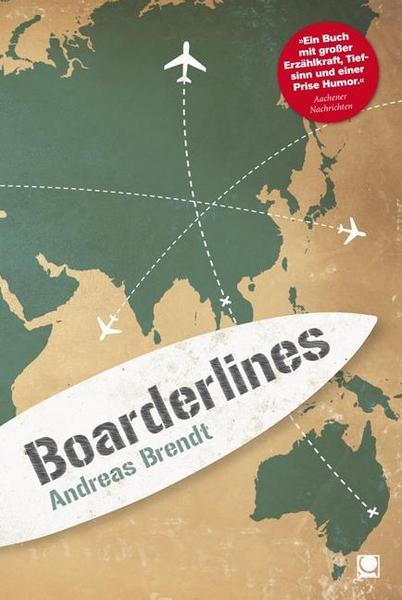 »Ein Buch
mit großer
Erzählkraft, Tief-
sinn und einer
Prise Humor.«
Aachener
Nachrichten
Boarderlines
Andreas Brendt